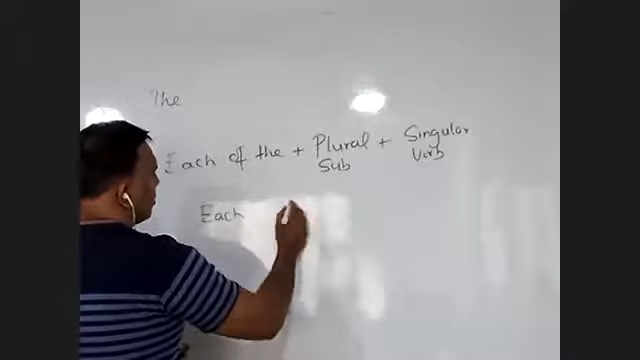 The
Each of the + Plural + Singular
Sub Verb
Each